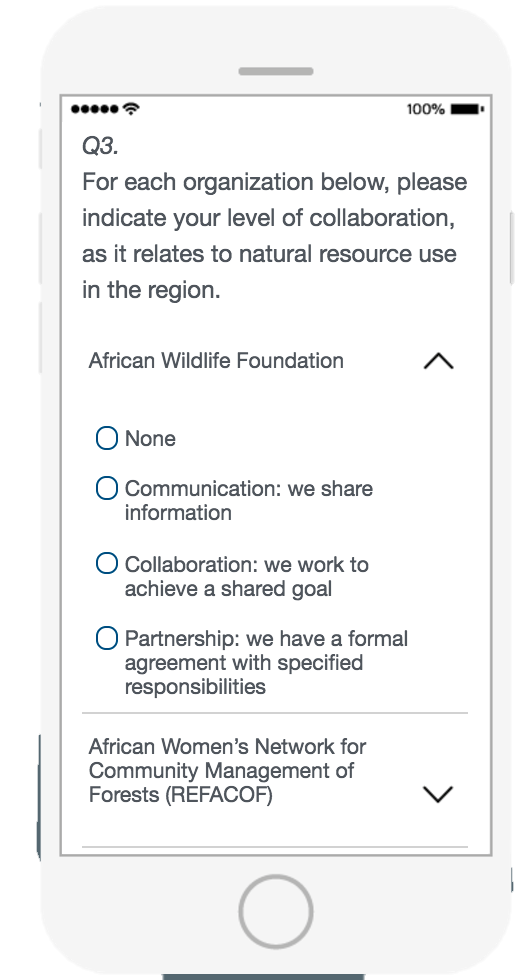 100%
Q3.
For each organization below, please
indicate your level of collaboration,
as it relates to natural resource use
in the region.
African Wildlife Foundation
None
Communication: we share
information
Collaboration: we work to
achieve a shared goal
Partnership: we have a formal
agreement with specified
responsibilities
African Women’s Network for
Community Management of
Forests (REFACOF)